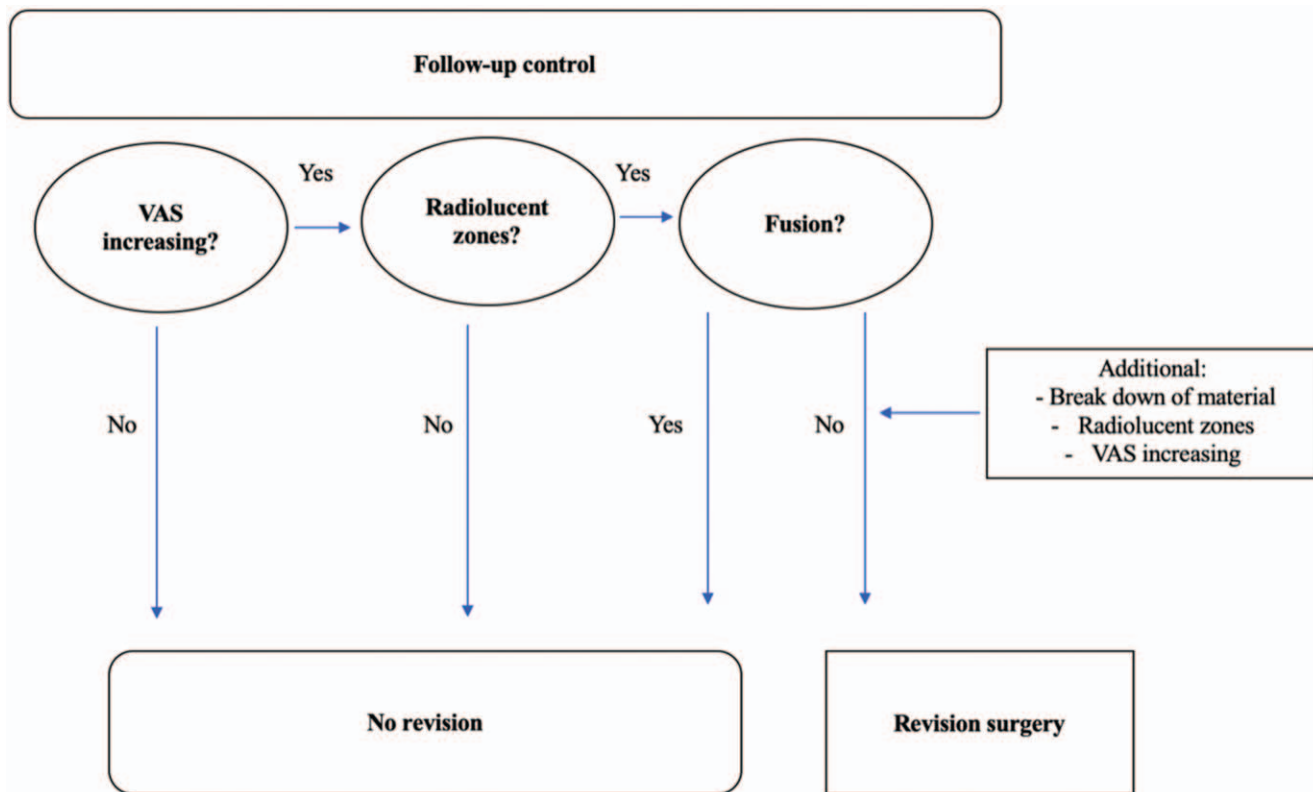 Follow-up control
Yes
Yes
VAS
increasing?
Radiolucent
zones?
Fusion?
Additional:
- Break down of material
- Radiolucent zones
- VAS increasing
No
No
Yes
No
No revision
Revision surgery